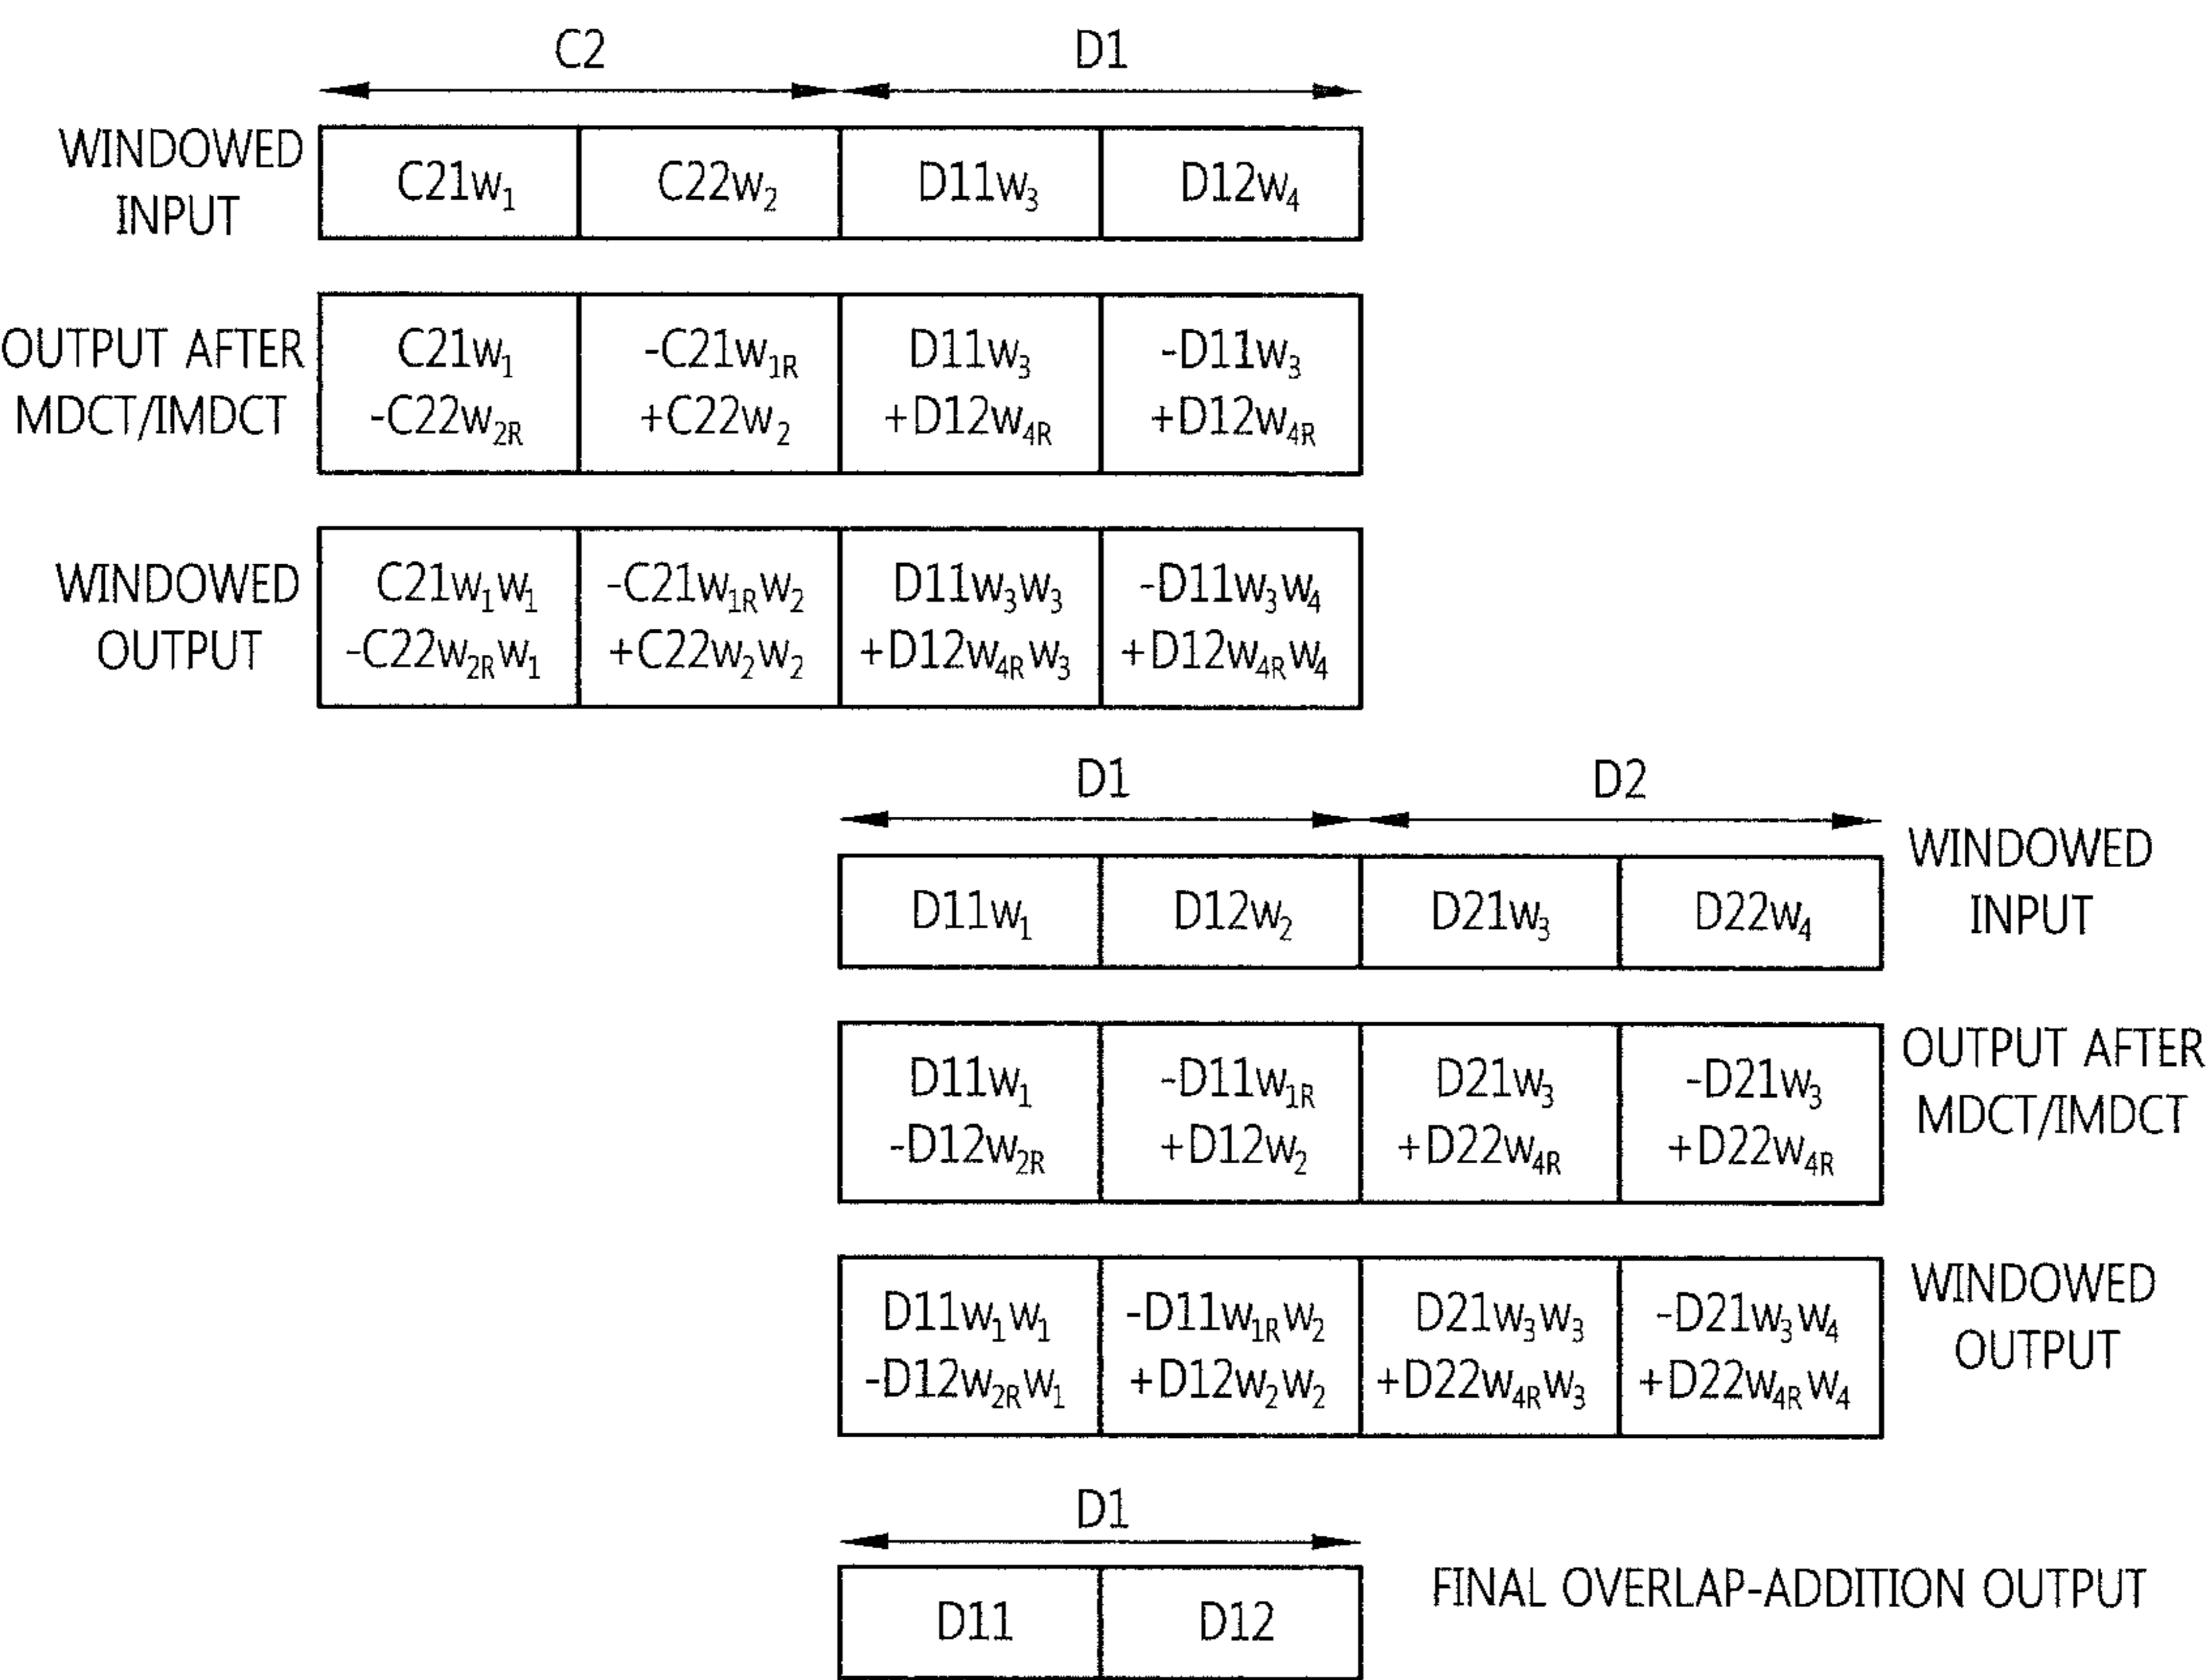 C2 D1
WINDOWED
INPUT
C21w₁ C22w₂ D11w₃ D12w₄
OUTPUT AFTER
MDCT/IMDCT
C21w₁ -C21w₁R D11w₃ -D11w₃
-C22w₂R +C22w₂ +D12w₄R +D12w₄R
WINDOWED
OUTPUT
C21w₁w₁ -C21w₁Rw₂ D11w₃w₃ -D11w₃w₄
-C22w₂Rw₁ +C22w₂w₂ +D12w₄Rw₃ +D12w₄Rw₄
D1 D2
WINDOWED
INPUT
D11w₁ D12w₂ D21w₃ D22w₄
OUTPUT AFTER
MDCT/IMDCT
D11w₁ -D11w₁R D21w₃ -D21w₃
-D12w₂R +D12w₂ +D22w₄R +D22w₄R
WINDOWED
OUTPUT
D11w₁w₁ -D11w₁Rw₂ D21w₃w₃ -D21w₃w₄
-D12w₂Rw₁ +D12w₂w₂ +D22w₄Rw₃ +D22w₄Rw₄
D1
D11 D12
FINAL OVERLAP-ADDITION OUTPUT